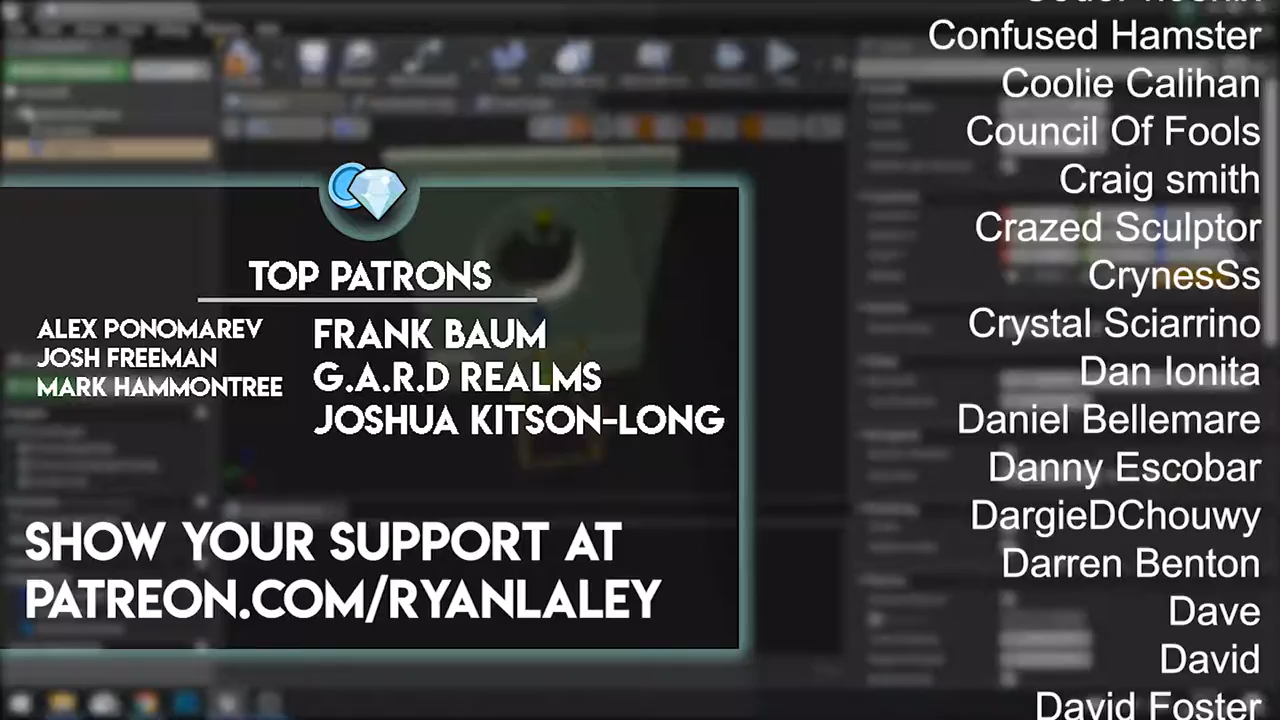 TOP PATRONS
ALEX PONOMAREV
JOSH FREEMAN
MARK HAMMONTREE
FRANK BAUM
G.A.R.D REALMS
JOSHUA KITSON-LONG
SHOW YOUR SUPPORT AT
PATREON.COM/RYANLALEY
Confused Hamster
Coolie Calihan
Council Of Fools
Craig smith
Crazed Sculptor
CrynesSs
Crystal Sciarrino
Dan Ionita
Daniel Bellemare
Danny Escobar
DargieDChouwy
Darren Benton
Dave
David
David Foster